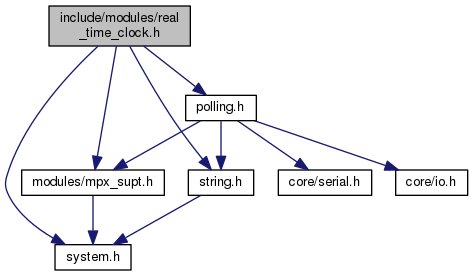 include/modules/real
_time_clock.h
polling.h
modules/mpx_supt.h
string.h
core/serial.h
core/io.h
system.h